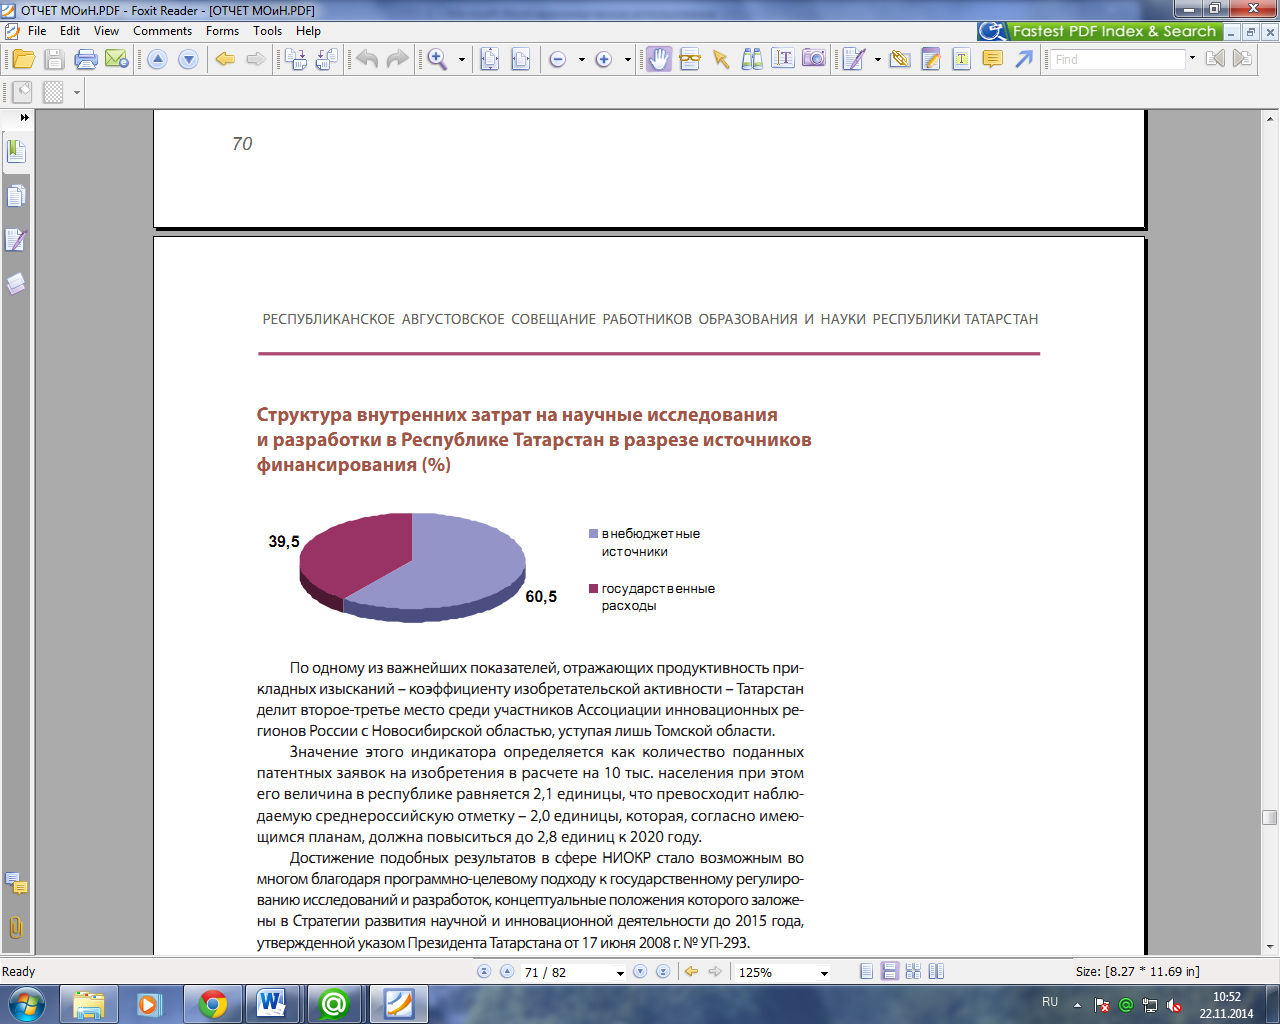 ОТЧЕТ МОиН.PDF - Foxit Reader - [ОТЧЕТ МОиН.PDF]
File Edit View Comments Forms Tools Help
Fastest PDF Index & Search
Find
70
РЕСПУБЛИКАНСКОЕ АВГУСТОВСКОЕ СОВЕЩАНИЕ РАБОТНИКОВ ОБРАЗОВАНИЯ И НАУКИ РЕСПУБЛИКИ ТАТАРСТАН
Структура внутренних затрат на научные исследования
и разработки в Республике Татарстан в разрезе источников
финансирования (%)
39,5
60,5
внебюджетные
источники
государственные
расходы
По одному из важнейших показателей, отражающих продуктивность при-
кладных изысканий – коэффициенту изобретательской активности – Татарстан
делит второе-третье место среди участников Ассоциации инновационных ре-
гионов России с Новосибирской областью, уступая лишь Томской области.
Значение этого индикатора определяется как количество поданных
патентных заявок на изобретения в расчете на 10 тыс. населения при этом
его величина в республике равняется 2,1 единицы, что превосходит наблю-
даемую среднероссийскую отметку – 2,0 единицы, которая, согласно имею-
щимся планам, должна повыситься до 2,8 единиц к 2020 году.
Достижение подобных результатов в сфере НИОКР стало возможным во
многом благодаря программно-целевому подходу к государственному регулиро-
ванию исследований и разработок, концептуальные положения которого заложе-
ны в Стратегии развития научной и инновационной деятельности до 2015 года,
утвержденной указом Президента Татарстана от 17 июня 2008 г. № УП-293.
Ready
71 / 82
125%
Size: [8.27 * 11.69 in]
RU
10:52
22.11.2014